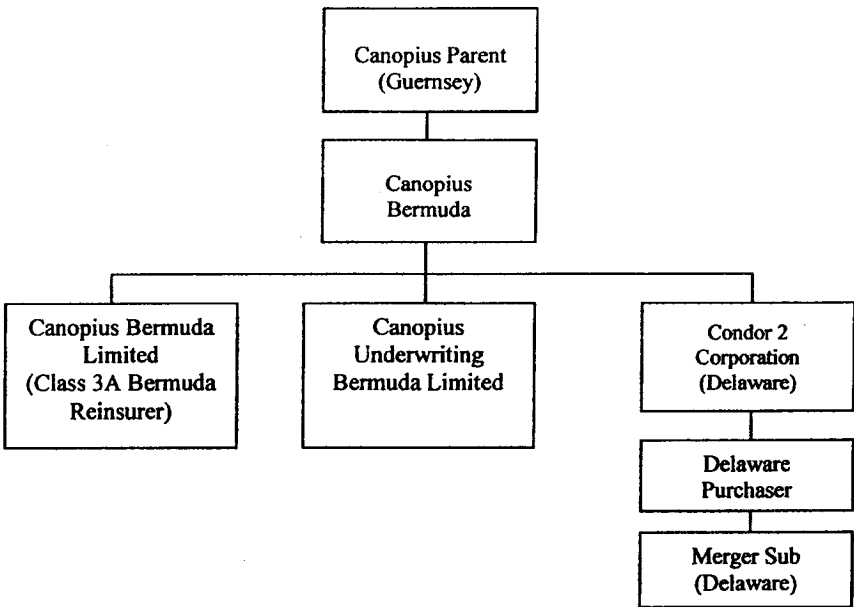 Canopius Parent
(Guernsey)
Canopius
Bermuda
Canopius Bermuda
Limited
(Class 3A Bermuda
Reinsurer)
Canopius
Underwriting
Bermuda Limited
Condor 2
Corporation
(Delaware)
Delaware
Purchaser
Merger Sub
(Delaware)